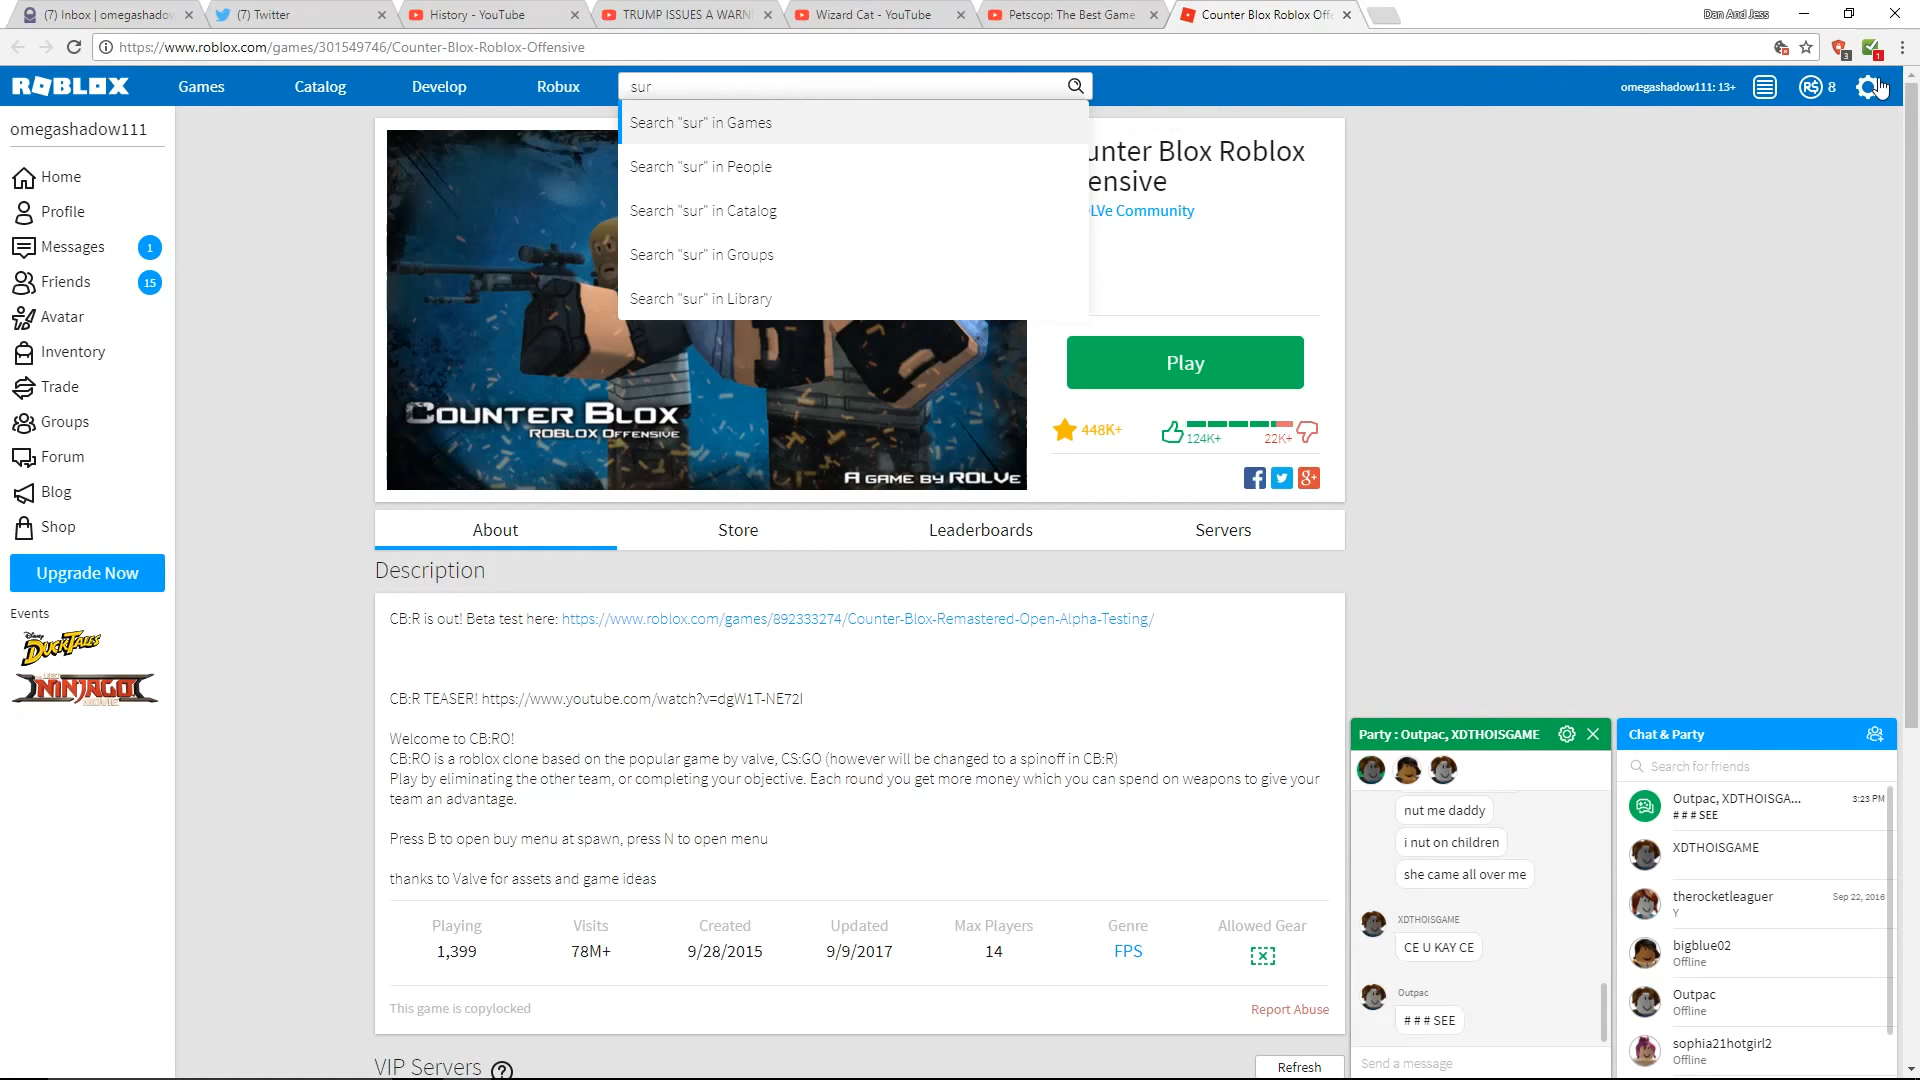 (7) Inbox | omegashadow
(7) Twitter
History - YouTube
TRUMP ISSUES A WARN
Wizard Cat - YouTube
Petscop: The Best Game
Counter Blox Roblox Offe
Dan And Jess
https://www.roblox.com/games/301549746/Counter-Blox-Roblox-Offensive
3
1
ROBLOX
Games
Catalog
Develop
Robux
sur
omegashadow111: 13+
R$ 8
Search "sur" in Games
Search "sur" in People
Search "sur" in Catalog
Search "sur" in Groups
Search "sur" in Library
omegashadow111
Home
Profile
Messages 1
Friends 15
Avatar
Inventory
Trade
Groups
Forum
Blog
Shop
Upgrade Now
Events
Disney
DUCKTALES
NINJAGO
MOVIE
COUNTER BLOX
ROBLOX OFFENSIVE
A GAME BY ROLVE
unter Blox Roblox
ensive
LVe Community
Play
448K+
124K+
22K+
About
Store
Leaderboards
Servers
Description
CB:R is out! Beta test here: https://www.roblox.com/games/892333274/Counter-Blox-Remastered-Open-Alpha-Testing/
CB:R TEASER! https://www.youtube.com/watch?v=dgW1T-NE72I
Welcome to CB:RO!
CB:RO is a roblox clone based on the popular game by valve, CS:GO (however will be changed to a spinoff in CB:R)
Play by eliminating the other team, or completing your objective. Each round you get more money which you can spend on weapons to give your
team an advantage.
Press B to open buy menu at spawn, press N to open menu
thanks to Valve for assets and game ideas
Playing
Visits
Created
Updated
Max Players
Genre
Allowed Gear
1,399
78M+
9/28/2015
9/9/2017
14
FPS
This game is copylocked
Report Abuse
VIP Servers
Refresh
Party : Outpac, XDTHOISGAME
nut me daddy
i nut on children
she came all over me
XDTHOISGAME
CE U KAY CE
Outpac
# # # SEE
Send a message
Chat & Party
Search for friends
Outpac, XDTHOISGA...
3:23 PM
# # # SEE
XDTHOISGAME
therocketleaguer
Sep 22, 2016
Y
bigblue02
Offline
Outpac
Offline
sophia21hotgirl2
Offline